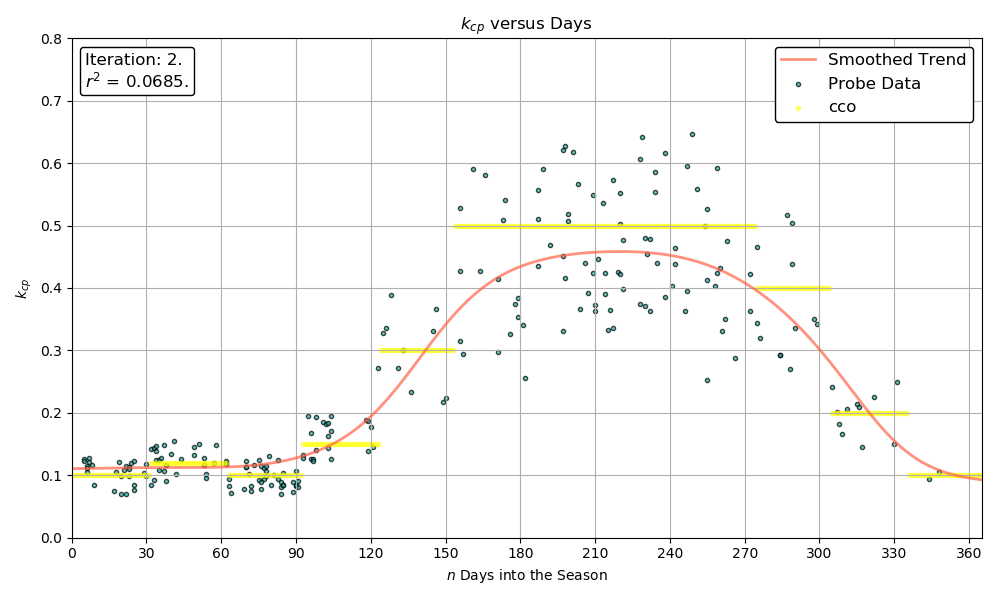 k_cp versus Days
Iteration: 2.
r² = 0.0685.
Smoothed Trend
Probe Data
cco
0.8
0.7
0.6
0.5
0.4
0.3
0.2
0.1
0.0
k_cp
0 30 60 90 120 150 180 210 240 270 300 330 360
n Days into the Season